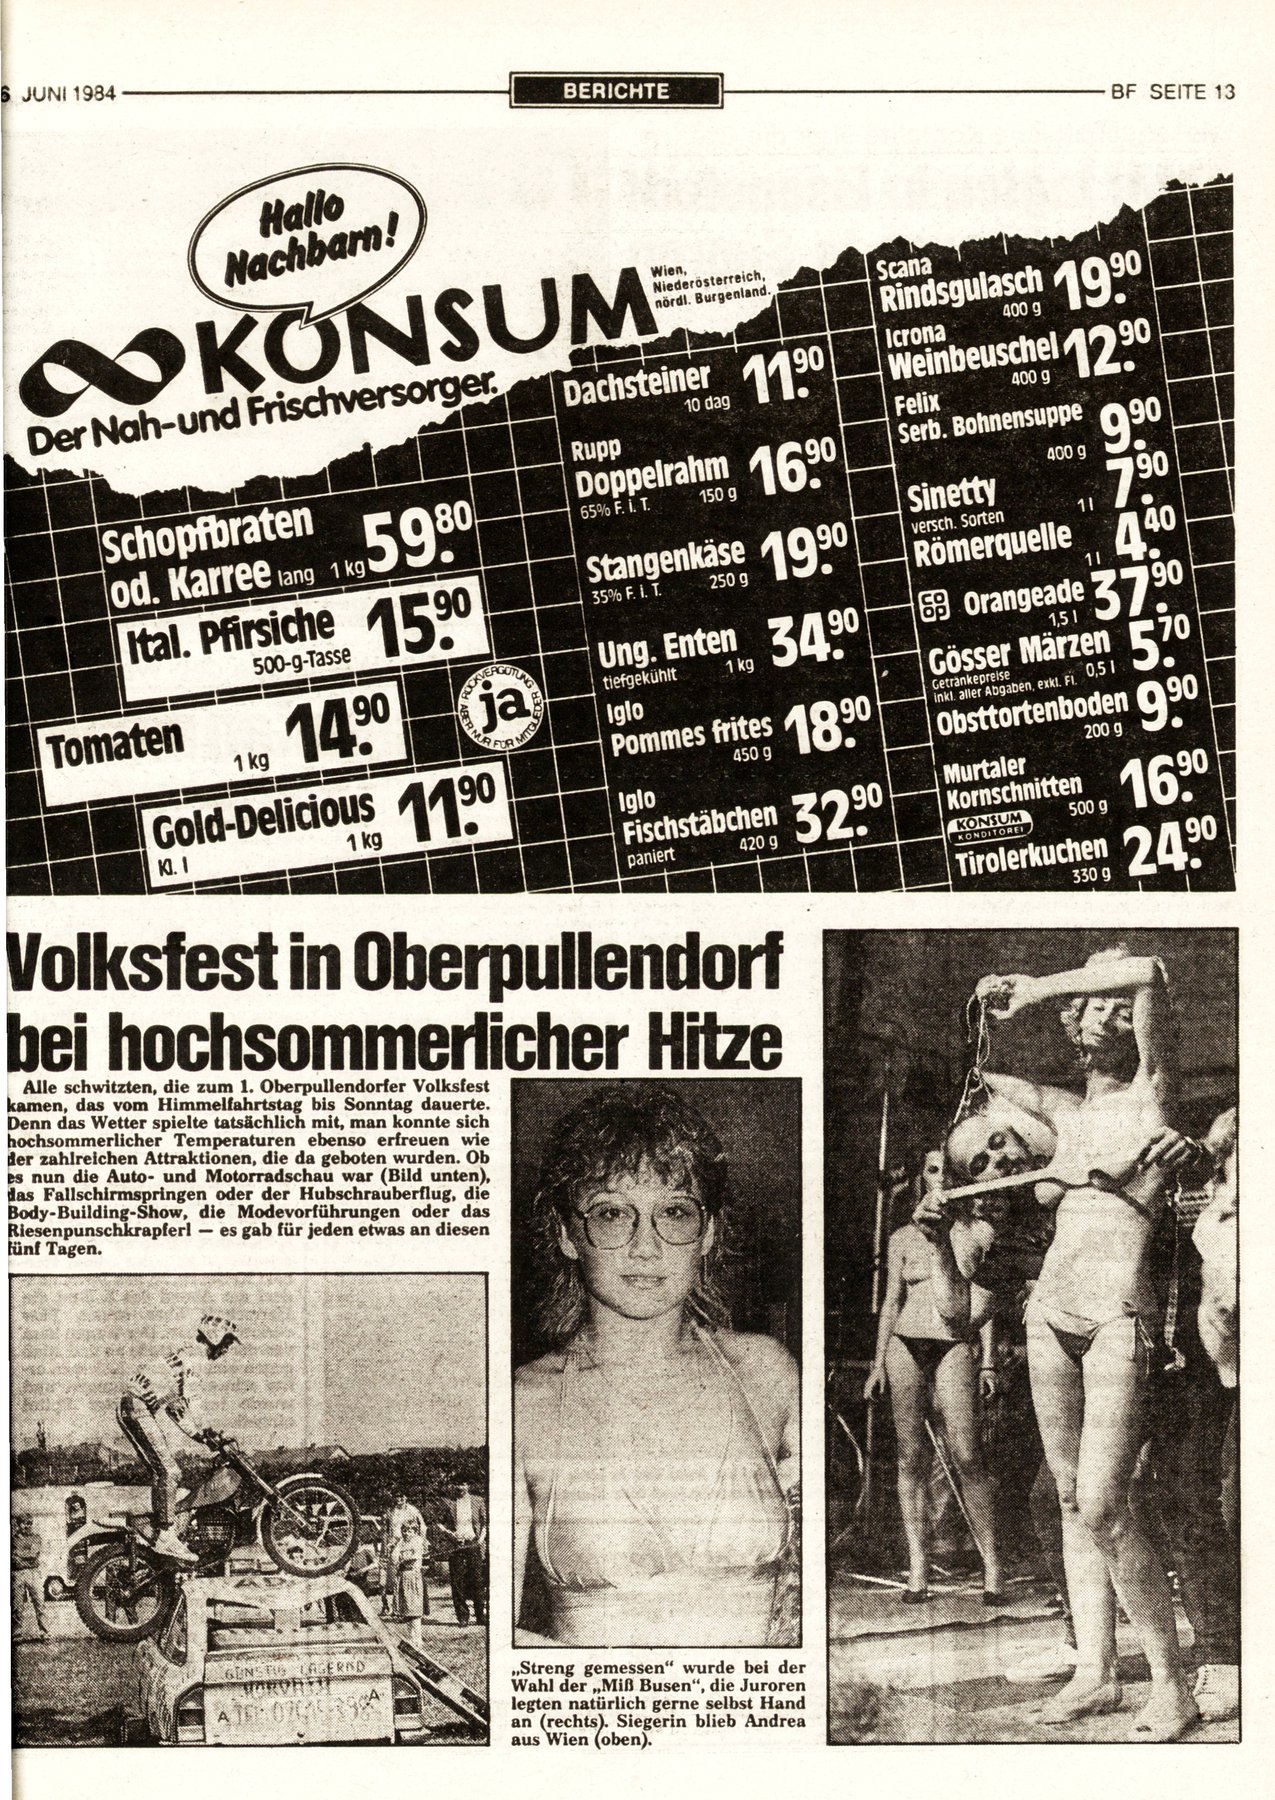 6 JUNI 1984
BERICHTE
BF SEITE 13
Hallo
Nachbarn!
KONSUM
Wien,
Niederösterreich,
nördl. Burgenland.
Der Nah- und Frischversorger.
Schopfbraten
od. Karree lang 1 kg 59.80
Ital. Pfirsiche
500-g-Tasse 15.90
Tomaten
1 kg 14.90
Gold-Delicious
Kl. I 1 kg 11.90
ja
RÜCKVERGÜTUNG
ABER NUR FÜR MITGLIEDER
Dachsteiner
10 dag 11.90
Rupp
Doppelrahm
65% F. i. T. 150 g 16.90
Stangenkäse
35% F. i. T. 250 g 19.90
Ung. Enten
tiefgekühlt 1 kg 34.90
Iglo
Pommes frites
450 g 18.90
Iglo
Fischstäbchen
paniert 420 g 32.90
Scana
Rindsgulasch
400 g 19.90
Icrona
Weinbeuschel
400 g 12.90
Felix
Serb. Bohnensuppe
400 g 9.90
Sinetty
versch. Sorten 1 l 7.90
Römerquelle
1 l 4.40
COOP Orangeade
1,5 l 37.90
Gösser Märzen
Getränkepreise 0,5 l 5.70
inkl. aller Abgaben, exkl. Fl.
Obsttortenboden
200 g 9.90
Murtaler
Kornschnitten
500 g 16.90
KONSUM
KONDITOREI
Tirolerkuchen
330 g 24.90
Volksfest in Oberpullendorf
bei hochsommerlicher Hitze
Alle schwitzten, die zum 1. Oberpullendorfer Volksfest
kamen, das vom Himmelfahrtstag bis Sonntag dauerte.
Denn das Wetter spielte tatsächlich mit, man konnte sich
hochsommerlicher Temperaturen ebenso erfreuen wie
der zahlreichen Attraktionen, die da geboten wurden. Ob
es nun die Auto- und Motorradschau war (Bild unten),
das Fallschirmspringen oder der Hubschrauberflug, die
Body-Building-Show, die Modevorführungen oder das
Riesenpunschkrapferl — es gab für jeden etwas an diesen
fünf Tagen.
GÜNSTIG LAGERND
„Streng gemessen“ wurde bei der
Wahl der „Miß Busen“, die Juroren
legten natürlich gerne selbst Hand
an (rechts). Siegerin blieb Andrea
aus Wien (oben).